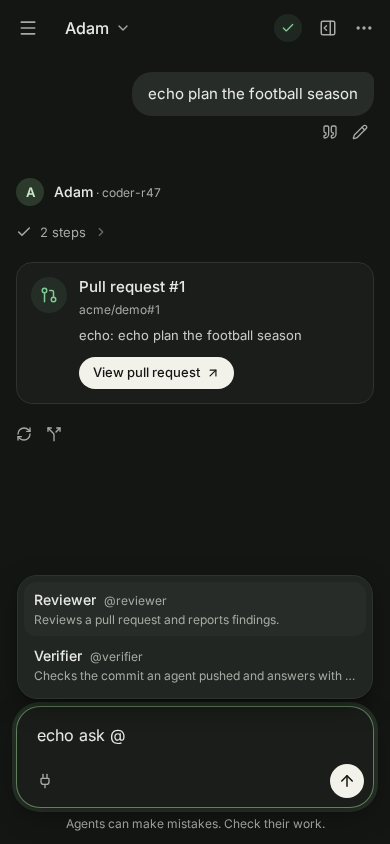 Adam
echo plan the football season
A Adam · coder-r47
2 steps
Pull request #1
acme/demo#1
echo: echo plan the football season
View pull request
Reviewer @reviewer
Reviews a pull request and reports findings.
Verifier @verifier
Checks the commit an agent pushed and answers with ...
echo ask @
Agents can make mistakes. Check their work.